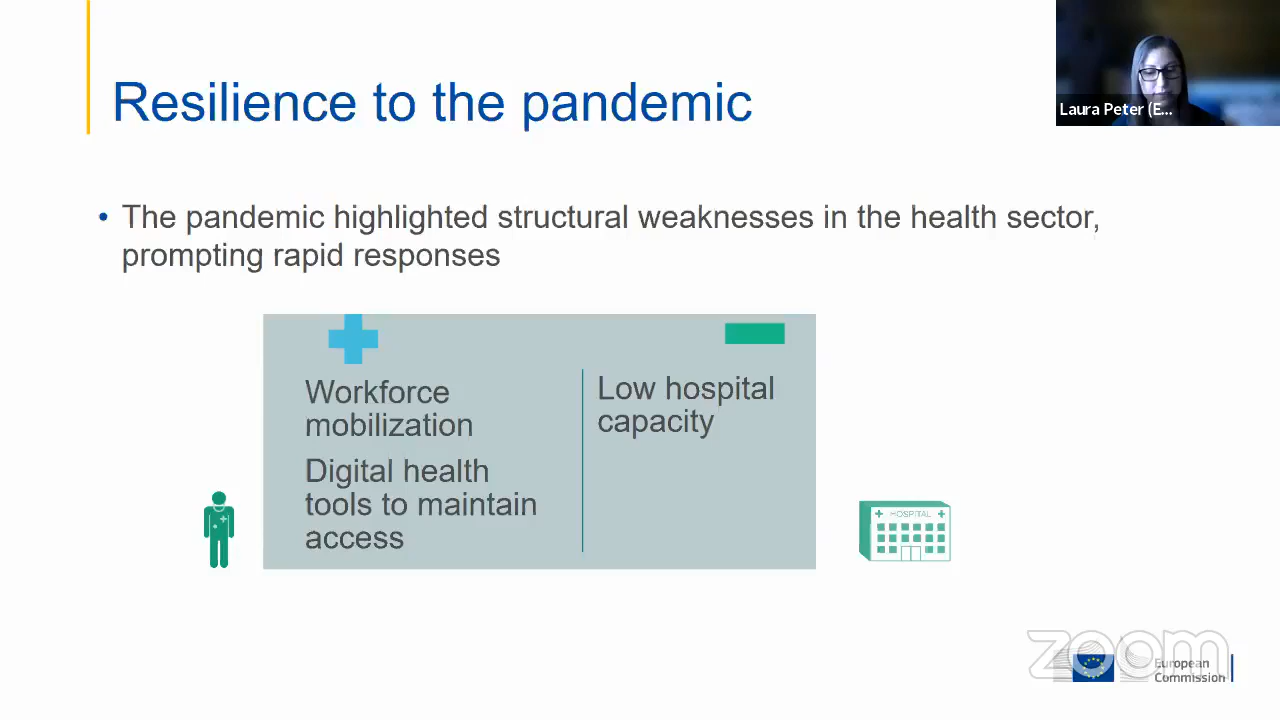 Resilience to the pandemic
Laura Peter (E...
• The pandemic highlighted structural weaknesses in the health sector,
prompting rapid responses
Workforce
mobilization
Digital health
tools to maintain
access
Low hospital
capacity
HOSPITAL
zoom
European
Commission